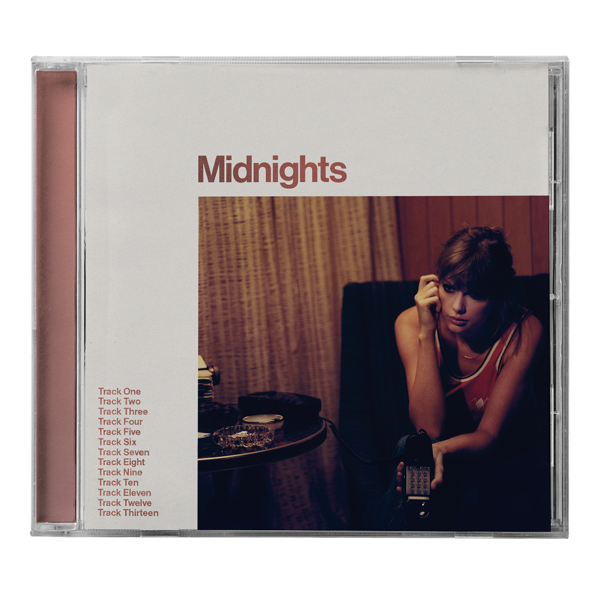 Midnights
Track One
Track Two
Track Three
Track Four
Track Five
Track Six
Track Seven
Track Eight
Track Nine
Track Ten
Track Eleven
Track Twelve
Track Thirteen